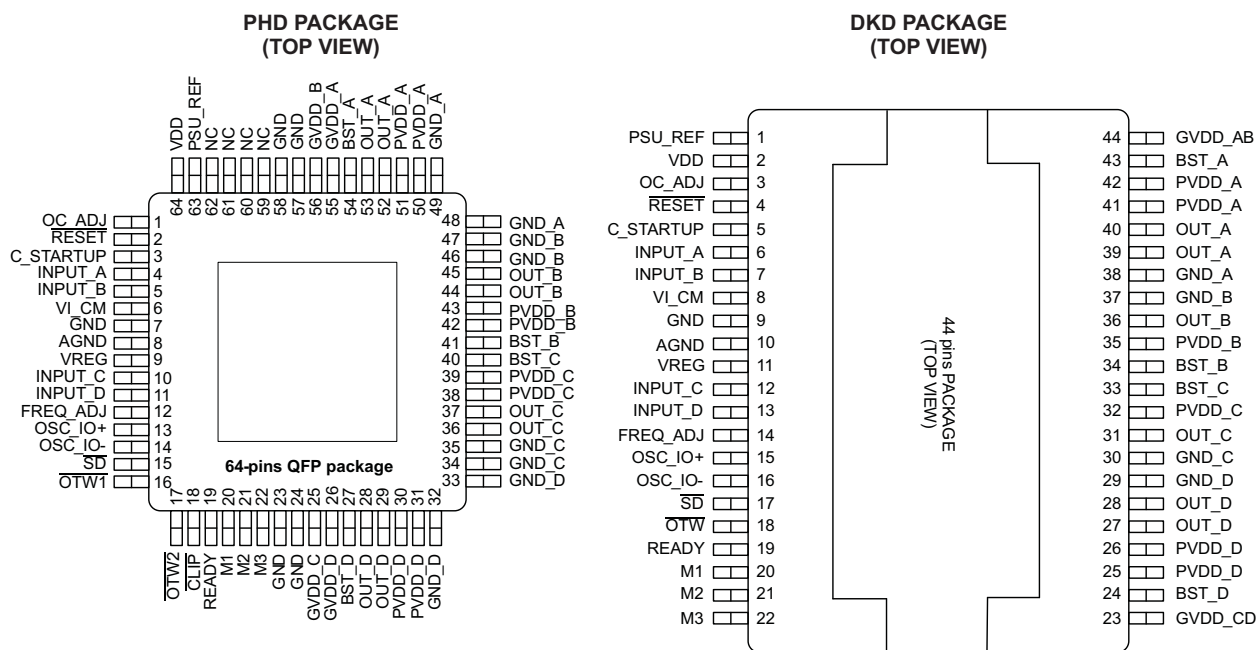 PHD PACKAGE
(TOP VIEW)
VDD
PSU_REF
NC
NC
NC
NC
GND
GND
GVDD_B
GVDD_A
BST_A
OUT_A
OUT_A
PVDD_A
PVDD_A
GND_A
64
63
62
61
60
59
58
57
56
55
54
53
52
51
50
49
OC_ADJ 1
RESET 2
C_STARTUP 3
INPUT_A 4
INPUT_B 5
VI_CM 6
GND 7
AGND 8
VREG 9
INPUT_C 10
INPUT_D 11
FREQ_ADJ 12
OSC_IO+ 13
OSC_IO- 14
SD 15
OTW1 16
48 GND_A
47 GND_B
46 GND_B
45 OUT_B
44 OUT_B
43 PVDD_B
42 PVDD_B
41 BST_B
40 BST_C
39 PVDD_C
38 PVDD_C
37 OUT_C
36 OUT_C
35 GND_C
34 GND_C
33 GND_D
64-pins QFP package
17
18
19
20
21
22
23
24
25
26
27
28
29
30
31
32
OTW2
CLIP
READY
M1
M2
M3
GND
GND
GVDD_C
GVDD_D
BST_D
OUT_D
OUT_D
PVDD_D
PVDD_D
GND_D
DKD PACKAGE
(TOP VIEW)
PSU_REF 1
VDD 2
OC_ADJ 3
RESET 4
C_STARTUP 5
INPUT_A 6
INPUT_B 7
VI_CM 8
GND 9
AGND 10
VREG 11
INPUT_C 12
INPUT_D 13
FREQ_ADJ 14
OSC_IO+ 15
OSC_IO- 16
SD 17
OTW 18
READY 19
M1 20
M2 21
M3 22
44 pins PACKAGE
(TOP VIEW)
44 GVDD_AB
43 BST_A
42 PVDD_A
41 PVDD_A
40 OUT_A
39 OUT_A
38 GND_A
37 GND_B
36 OUT_B
35 PVDD_B
34 BST_B
33 BST_C
32 PVDD_C
31 OUT_C
30 GND_C
29 GND_D
28 OUT_D
27 OUT_D
26 PVDD_D
25 PVDD_D
24 BST_D
23 GVDD_CD